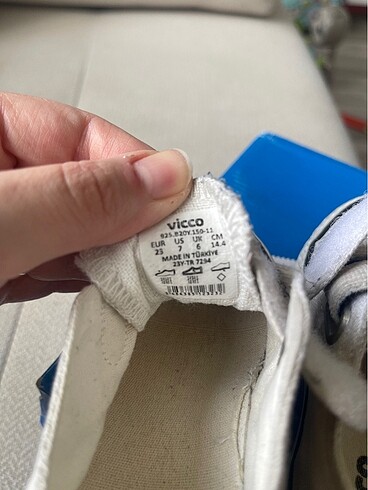 vicco
925.B20Y.150-11
EUR US UK CM
23 7 6 14.4
MADE IN TÜRKİYE
23Y-TR 7254